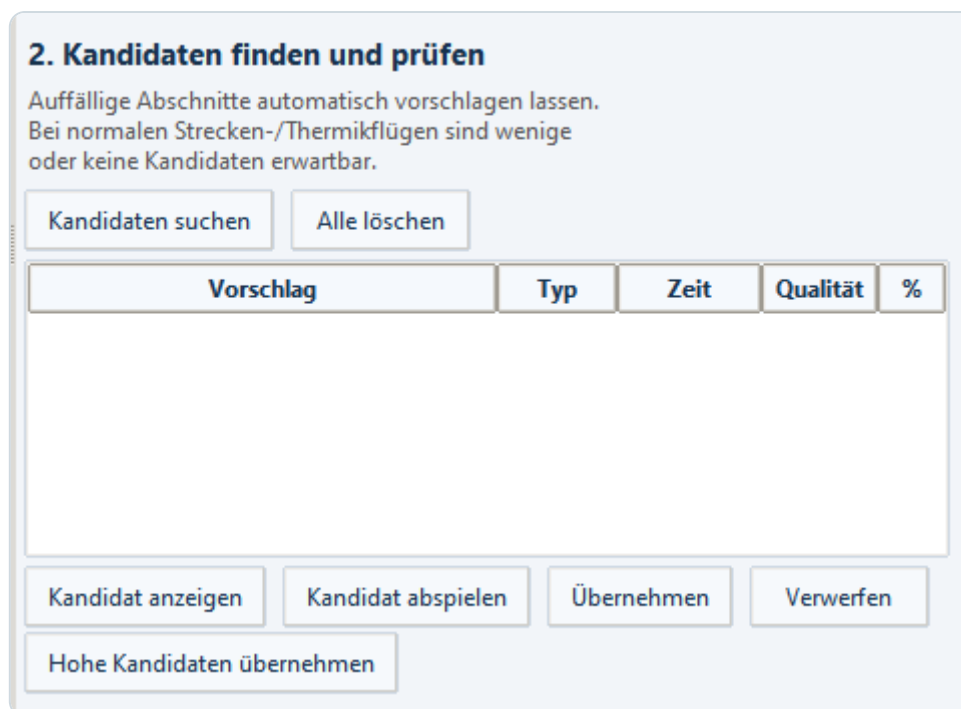 2. Kandidaten finden und prüfen
Auffällige Abschnitte automatisch vorschlagen lassen.
Bei normalen Strecken-/Thermikflügen sind wenige
oder keine Kandidaten erwartbar.
Kandidaten suchen Alle löschen
Vorschlag Typ Zeit Qualität %
Kandidat anzeigen Kandidat abspielen Übernehmen Verwerfen
Hohe Kandidaten übernehmen